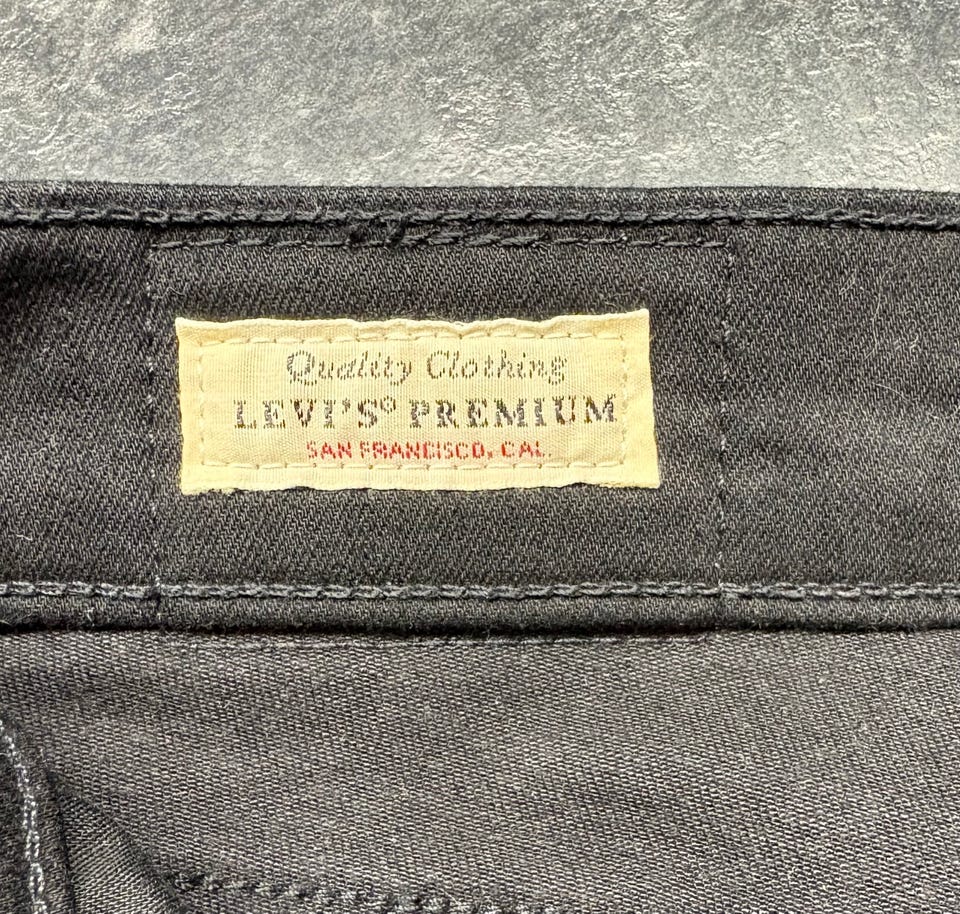 Quality Clothing
LEVI'S® PREMIUM
SAN FRANCISCO, CAL.